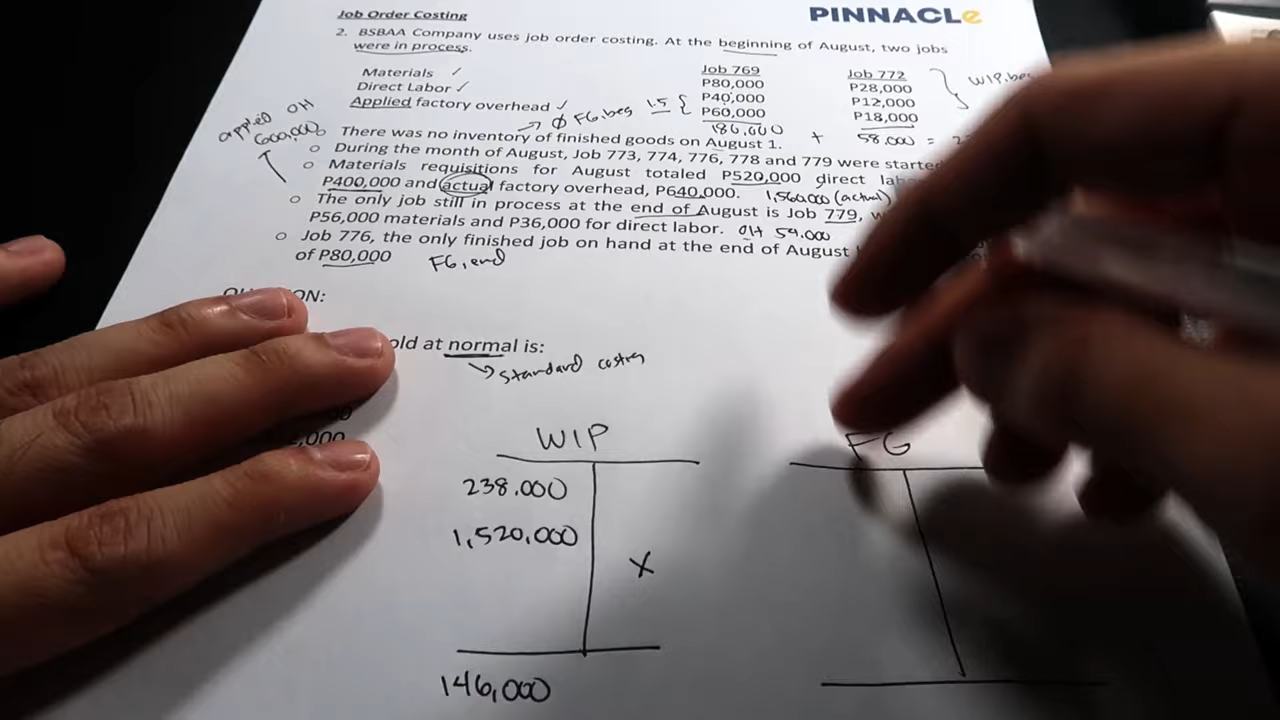 Job Order Costing
PINNACLe
2. BSBAA Company uses job order costing. At the beginning of August, two jobs
were in process.
Job 769 Job 772
Materials ✓ P80,000 P28,000
Direct Labor ✓ P40,000 P12,000
Applied factory overhead ✓ P60,000 P18,000
1.5 {
} WIP, beg
180,000 + 58,000 =
→ ∅ FG, beg
applied OH
600,000
o There was no inventory of finished goods on August 1.
o During the month of August, Job 773, 774, 776, 778 and 779 were started
o Materials requisitions for August totaled P520,000 direct
P400,000 and actual factory overhead, P640,000. 1,560,000 (actual)
o The only job still in process at the end of August is Job 779,
P56,000 materials and P36,000 for direct labor. OH 54,000
o Job 776, the only finished job on hand at the end of August
of P80,000 FG, end
ON:
old at normal is:
↘ standard costing
,000
WIP FG
238,000
1,520,000
X
146,000